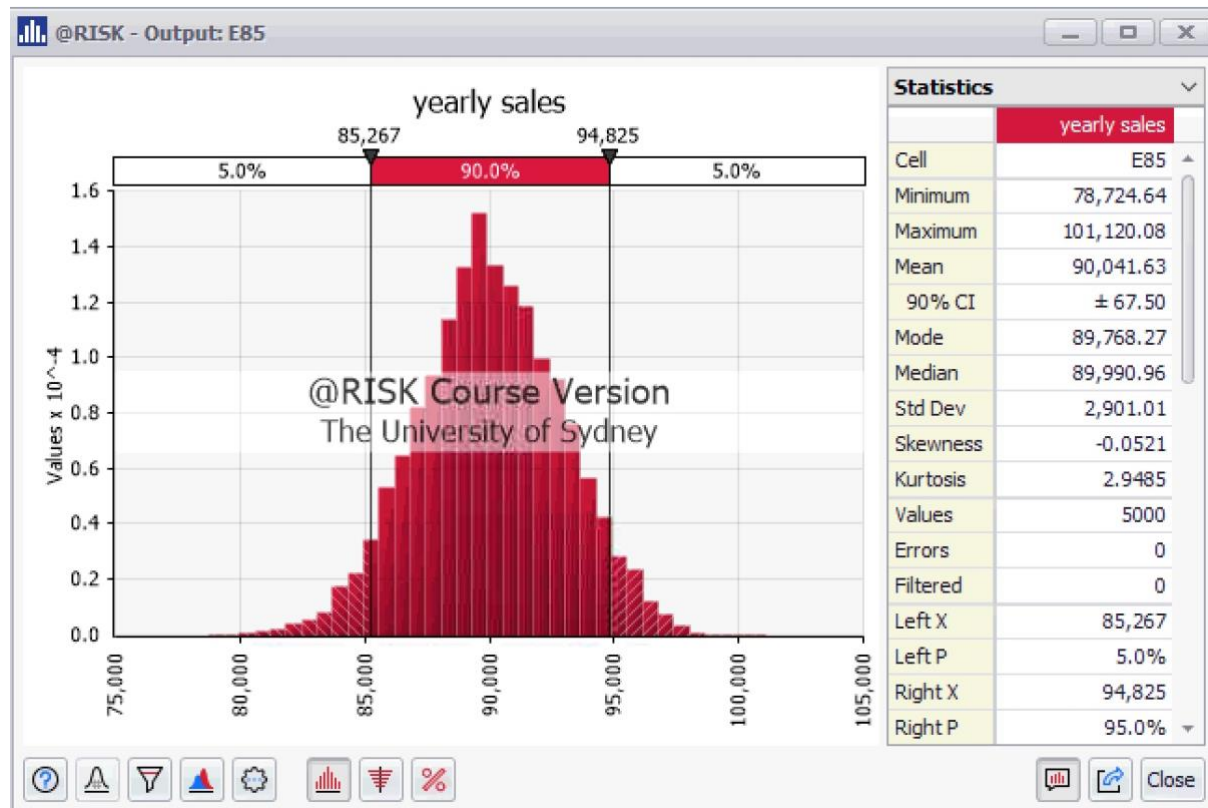 @RISK - Output: E85
yearly sales
85,267 94,825
5.0% 90.0% 5.0%
1.6
1.4
1.2
1.0
0.8
0.6
0.4
0.2
0.0
Values x 10^-4
@RISK Course Version
The University of Sydney
75,000
80,000
85,000
90,000
95,000
100,000
105,000
Statistics
yearly sales
Cell E85
Minimum 78,724.64
Maximum 101,120.08
Mean 90,041.63
90% CI ± 67.50
Mode 89,768.27
Median 89,990.96
Std Dev 2,901.01
Skewness -0.0521
Kurtosis 2.9485
Values 5000
Errors 0
Filtered 0
Left X 85,267
Left P 5.0%
Right X 94,825
Right P 95.0%
Close